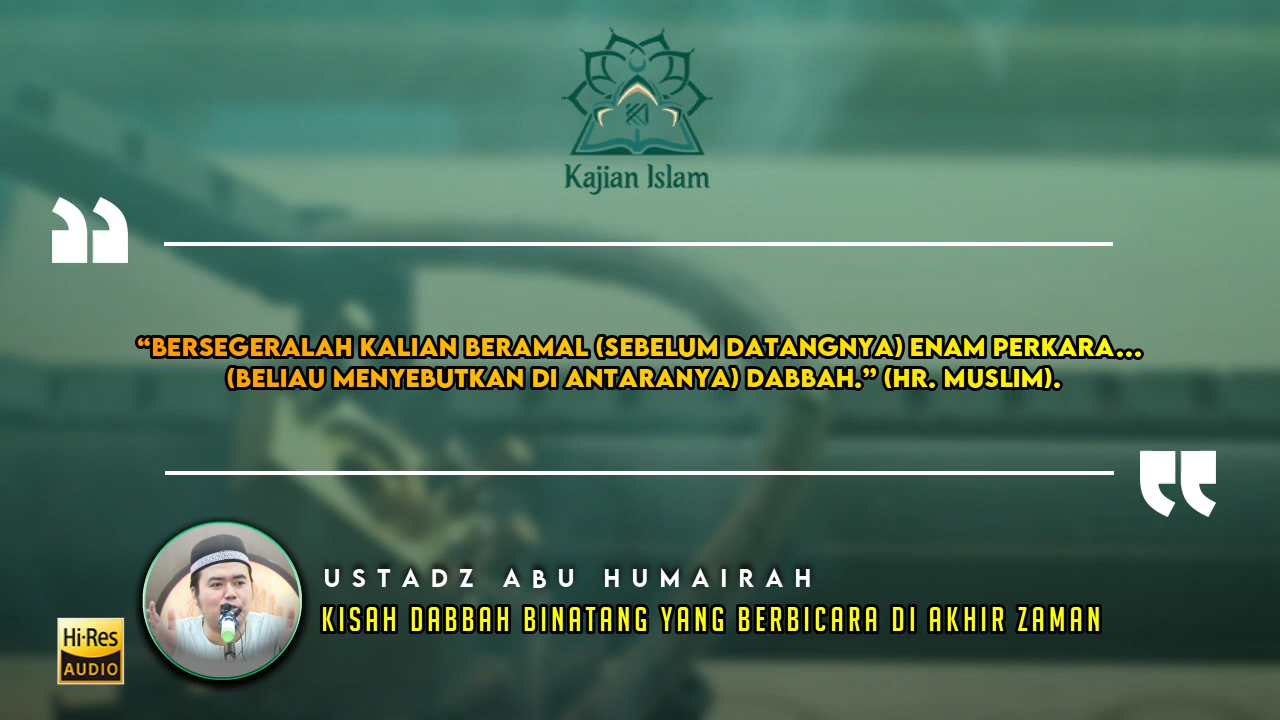 Kajian Islam
“BERSEGERALAH KALIAN BERAMAL (SEBELUM DATANGNYA) ENAM PERKARA...
(BELIAU MENYEBUTKAN DI ANTARANYA) DABBAH.” (HR. MUSLIM).
USTADZ ABU HUMAIRAH
KISAH DABBAH BINATANG YANG BERBICARA DI AKHIR ZAMAN
Hi-Res
AUDIO